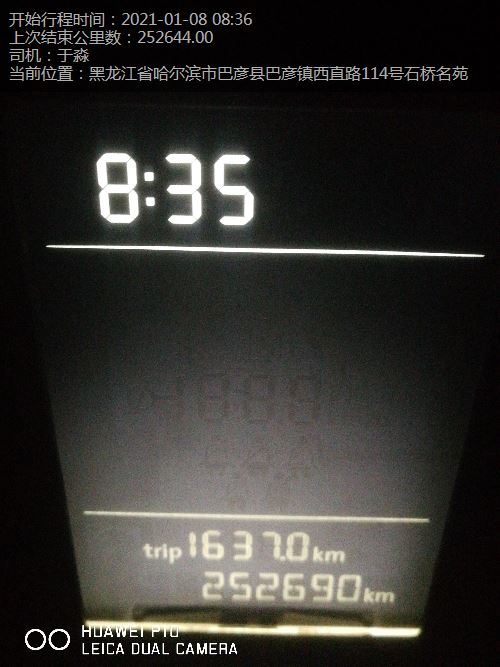 开始行程时间：2021-01-08 08:36
上次结束公里数：252644.00
司机：于淼
当前位置：黑龙江省哈尔滨市巴彦县巴彦镇西直路114号石桥名苑
8:35
trip 1637.0 km
252690 km
HUAWEI P10
LEICA DUAL CAMERA